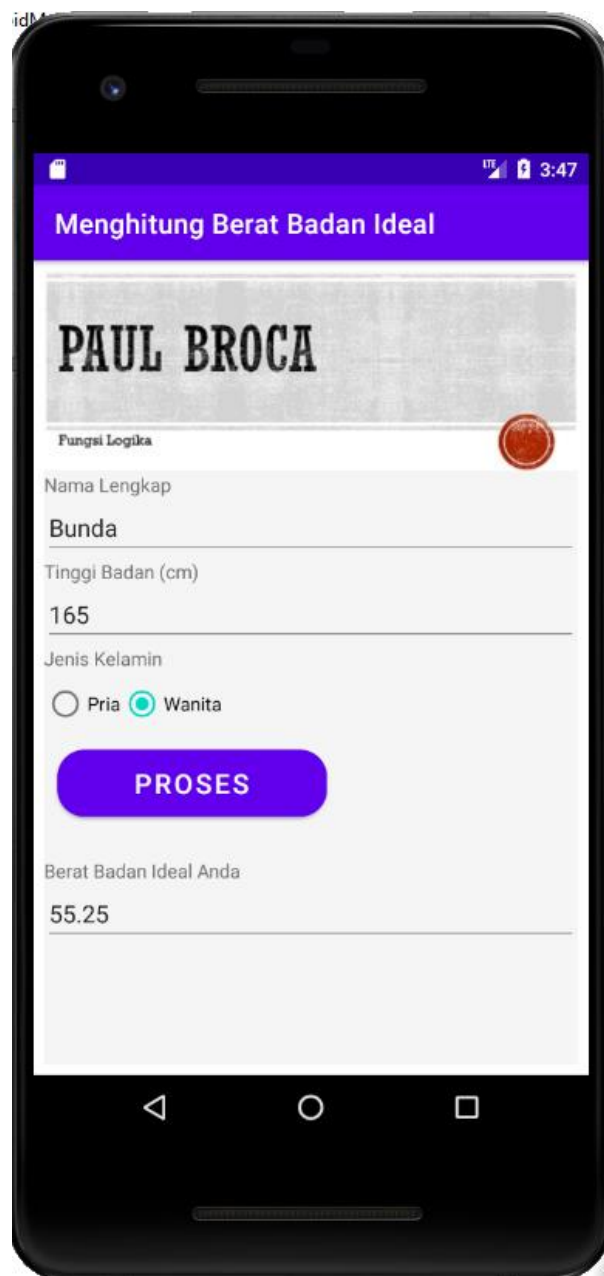 LTE 3:47
Menghitung Berat Badan Ideal
PAUL BROCA
Fungsi Logika
Nama Lengkap
Bunda
Tinggi Badan (cm)
165
Jenis Kelamin
Pria Wanita
PROSES
Berat Badan Ideal Anda
55.25